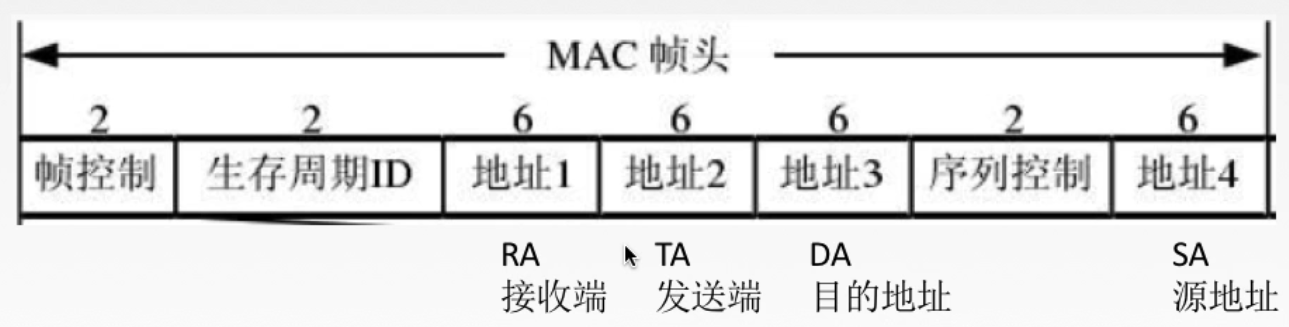 MAC 帧头
2 2 6 6 6 2 6
帧控制 生存周期ID 地址1 地址2 地址3 序列控制 地址4
RA TA DA SA
接收端 发送端 目的地址 源地址